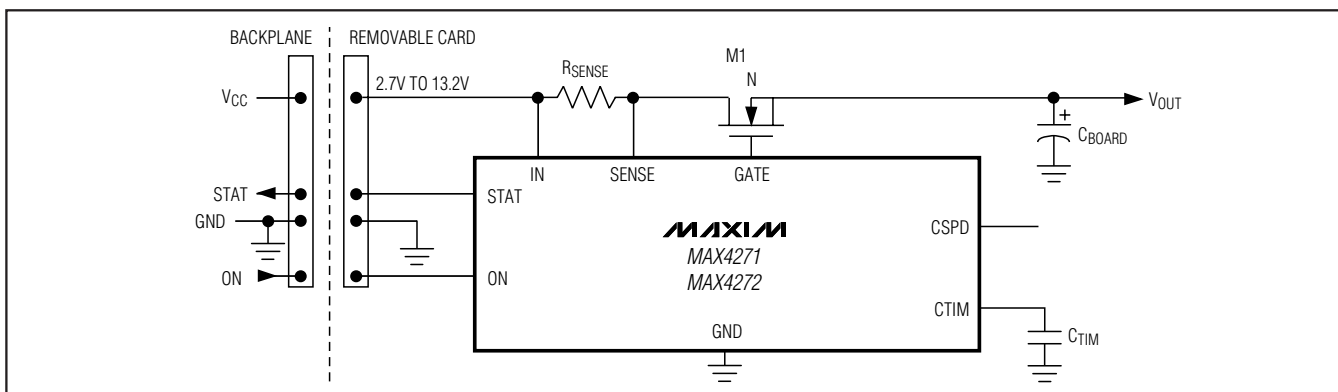 BACKPLANE
REMOVABLE CARD
VCC
2.7V TO 13.2V
RSENSE
M1
N
VOUT
+
CBOARD
IN
SENSE
GATE
STAT
STAT
GND
ON
ON
MAXIM
MAX4271
MAX4272
CSPD
CTIM
GND
CTIM